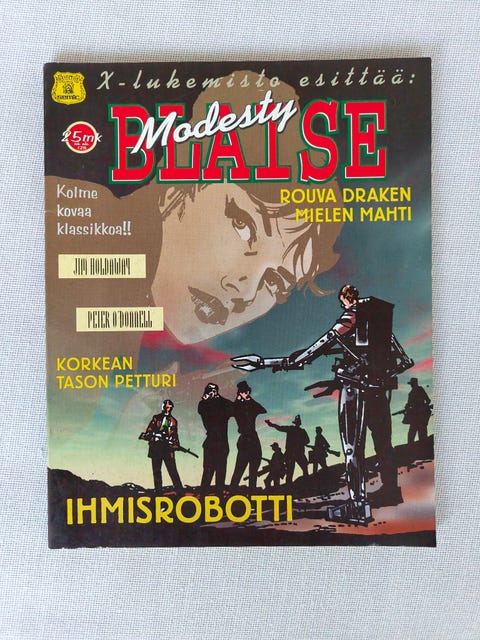 X-lukemisto esittää:
25mk
Modesty
BLAISE
Kolme
kovaa
klassikkoa!!
ROUVA DRAKEN
MIELEN MAHTI
JIM HOLDAWAY
PETER O'DONNELL
KORKEAN
TASON PETTURI
IHMISROBOTTI